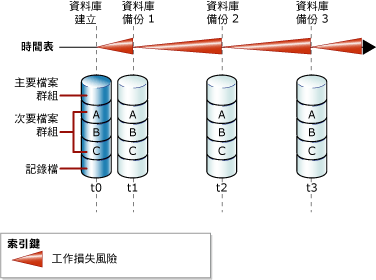 資料庫
建立
資料庫
備份 1
資料庫
備份 2
資料庫
備份 3
時間表
主要檔案
群組
次要檔案
群組
記錄檔
A
B
C
A
B
C
A
B
C
A
B
C
t0
t1
t2
t3
索引鍵
工作損失風險